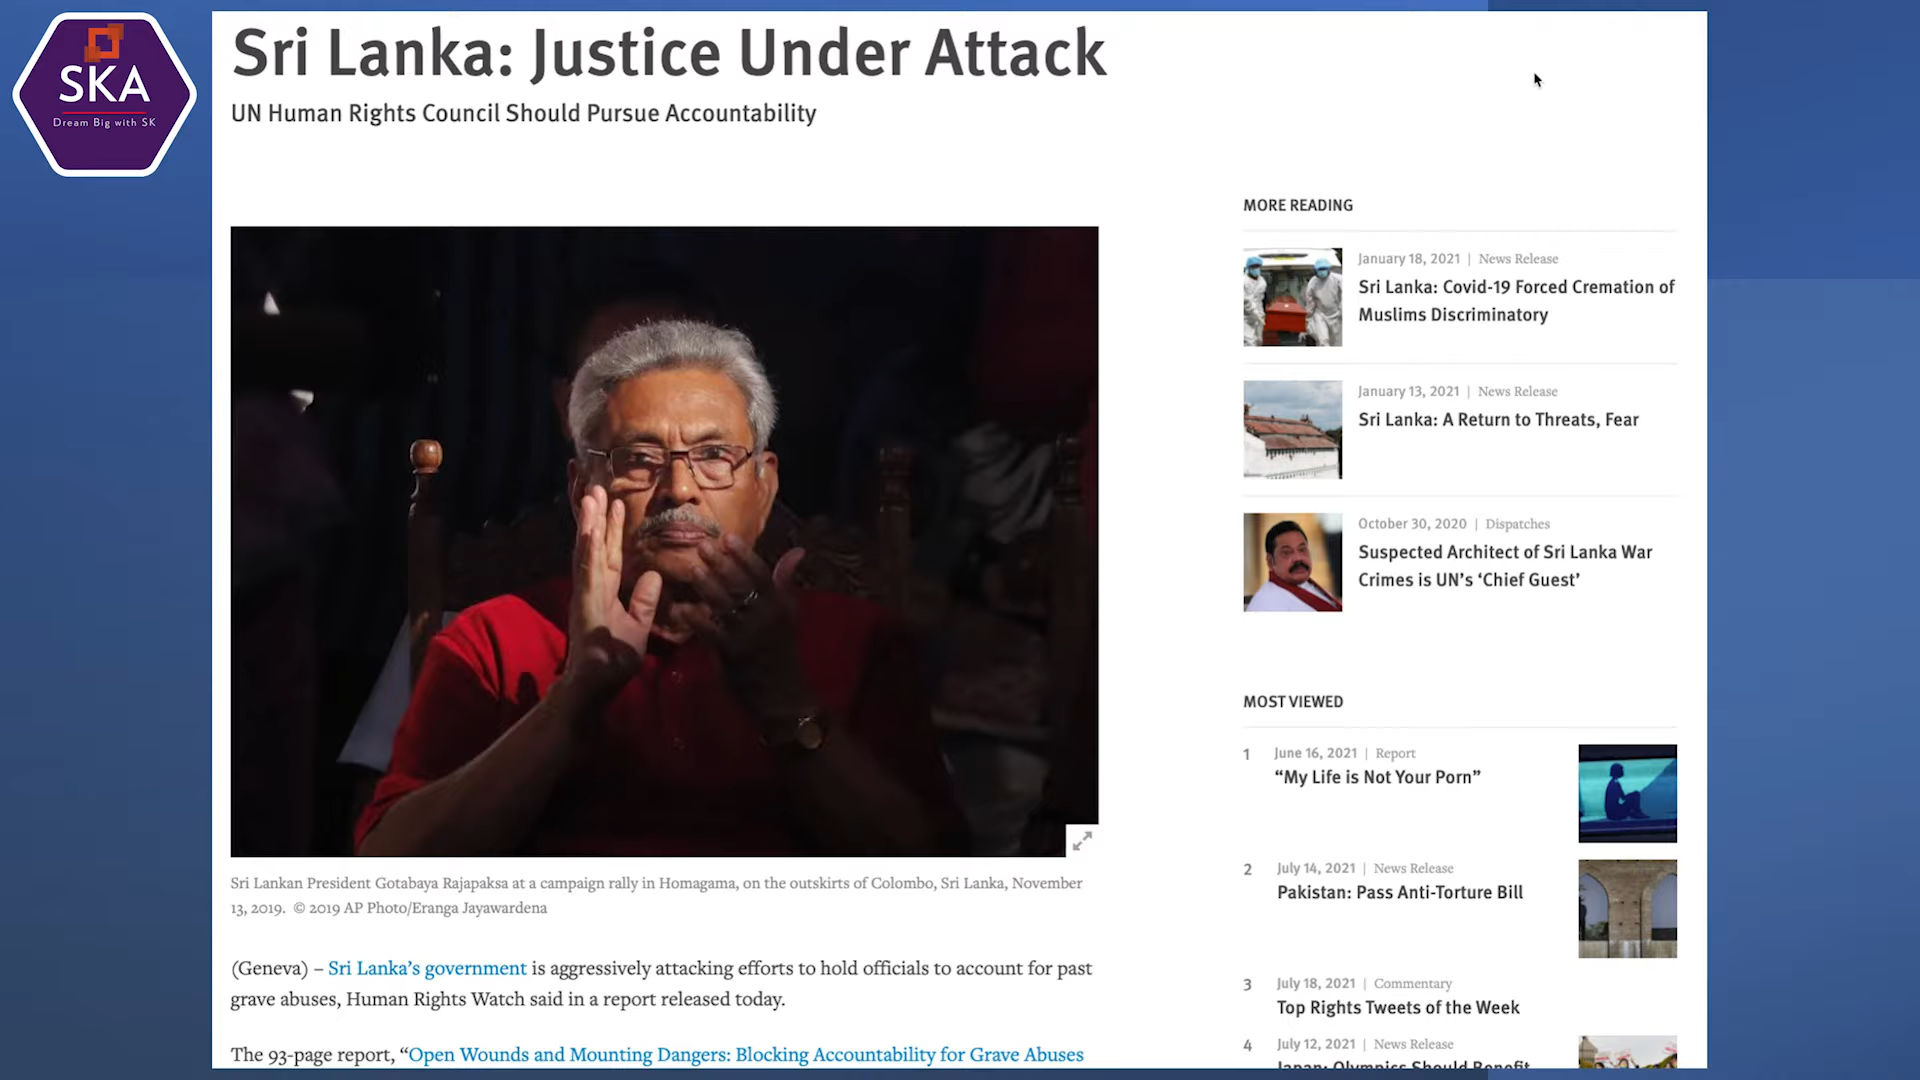 SKA
Dream Big with SK
Sri Lanka: Justice Under Attack
UN Human Rights Council Should Pursue Accountability
Sri Lankan President Gotabaya Rajapaksa at a campaign rally in Homagama, on the outskirts of Colombo, Sri Lanka, November
13, 2019. © 2019 AP Photo/Eranga Jayawardena
(Geneva) – Sri Lanka's government is aggressively attacking efforts to hold officials to account for past
grave abuses, Human Rights Watch said in a report released today.
The 93-page report, “Open Wounds and Mounting Dangers: Blocking Accountability for Grave Abuses
MORE READING
January 18, 2021 | News Release
Sri Lanka: Covid-19 Forced Cremation of
Muslims Discriminatory
January 13, 2021 | News Release
Sri Lanka: A Return to Threats, Fear
October 30, 2020 | Dispatches
Suspected Architect of Sri Lanka War
Crimes is UN’s ‘Chief Guest’
MOST VIEWED
1 June 16, 2021 | Report
“My Life is Not Your Porn”
2 July 14, 2021 | News Release
Pakistan: Pass Anti-Torture Bill
3 July 18, 2021 | Commentary
Top Rights Tweets of the Week
4 July 12, 2021 | News Release
Japan: Olympics Should Benefit